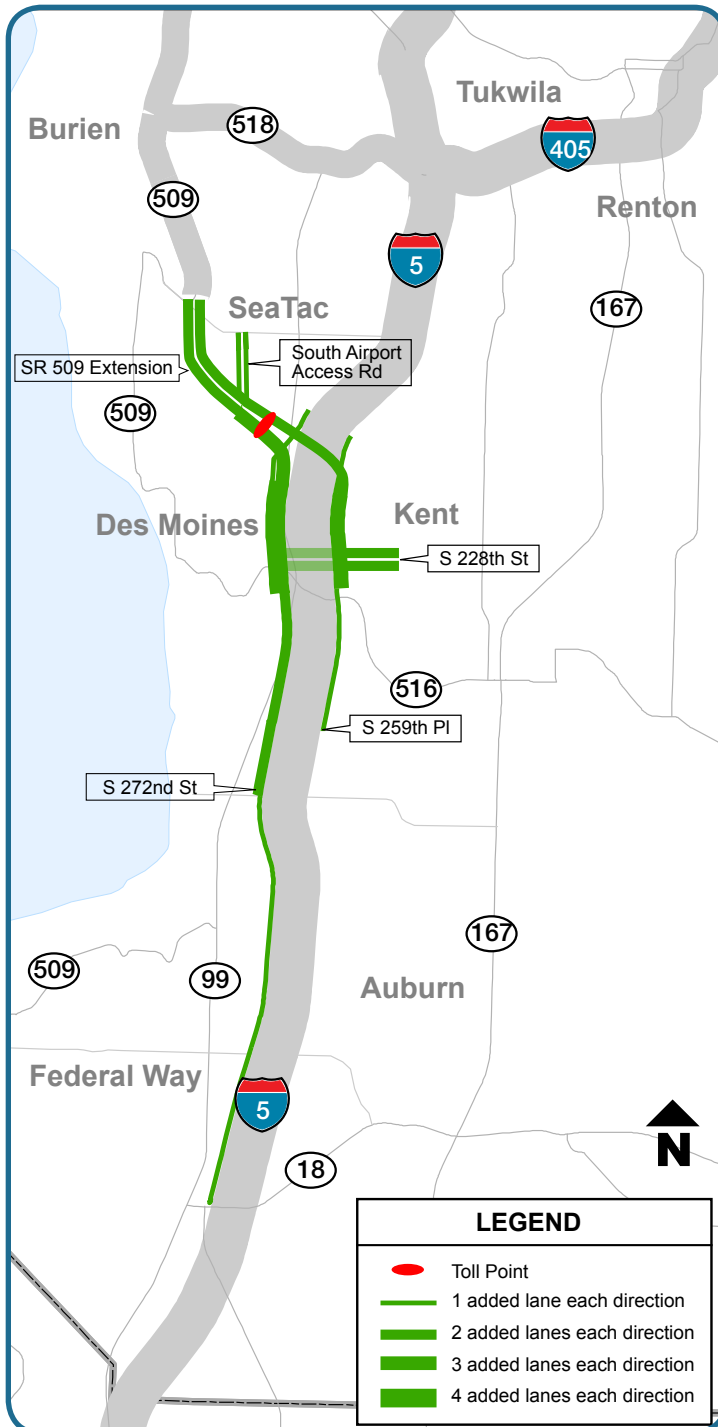 Tukwila
Burien
518
405
509
Renton
5
SeaTac
167
SR 509 Extension
South Airport
Access Rd
509
Des Moines
Kent
S 228th St
516
S 259th Pl
S 272nd St
167
509
99
Auburn
Federal Way
5
N
18
LEGEND
Toll Point
1 added lane each direction
2 added lanes each direction
3 added lanes each direction
4 added lanes each direction